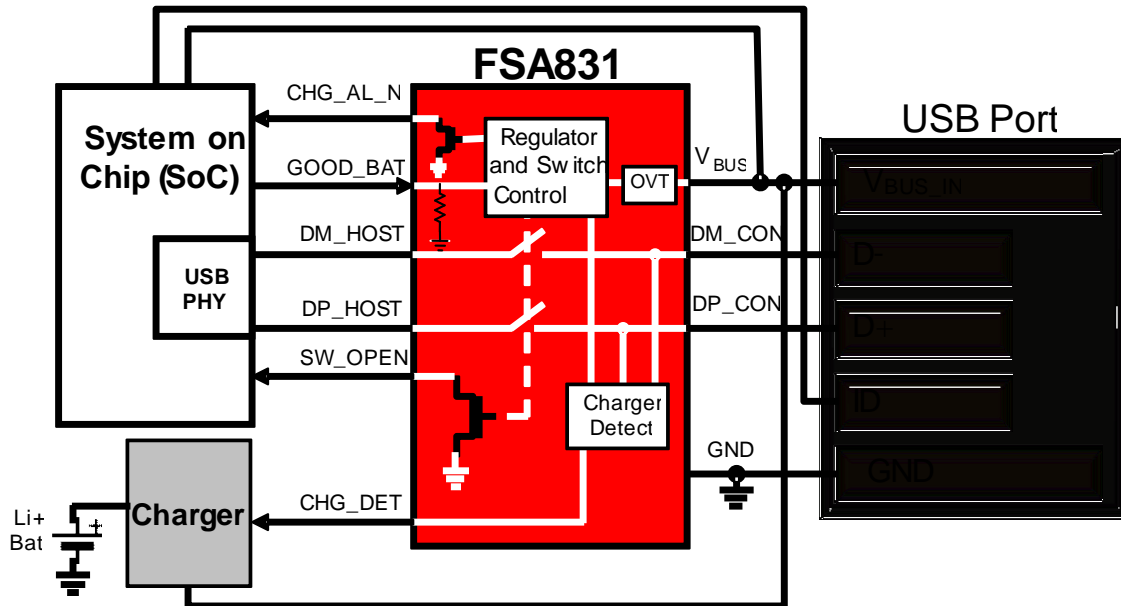 FSA831
USB Port
System on
Chip (SoC)
USB
PHY
CHG_AL_N
GOOD_BAT
DM_HOST
DP_HOST
SW_OPEN
CHG_DET
Regulator
and Switch
Control
OVT
Charger
Detect
VBUS
DM_CON
DP_CON
GND
VBUS_IN
D-
D+
ID
GND
Charger
Li+
Bat
+